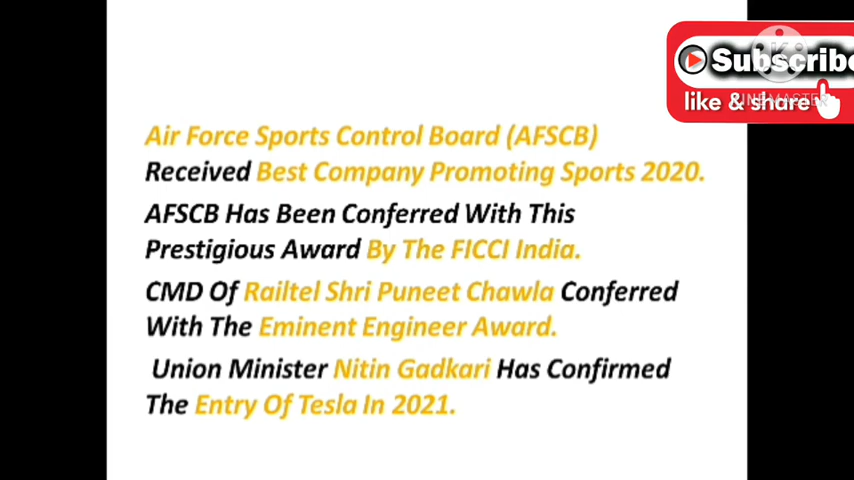 Subscribe
like & share
KINEMASTER
Air Force Sports Control Board (AFSCB)
Received Best Company Promoting Sports 2020.
AFSCB Has Been Conferred With This
Prestigious Award By The FICCI India.
CMD Of Railtel Shri Puneet Chawla Conferred
With The Eminent Engineer Award.
Union Minister Nitin Gadkari Has Confirmed
The Entry Of Tesla In 2021.